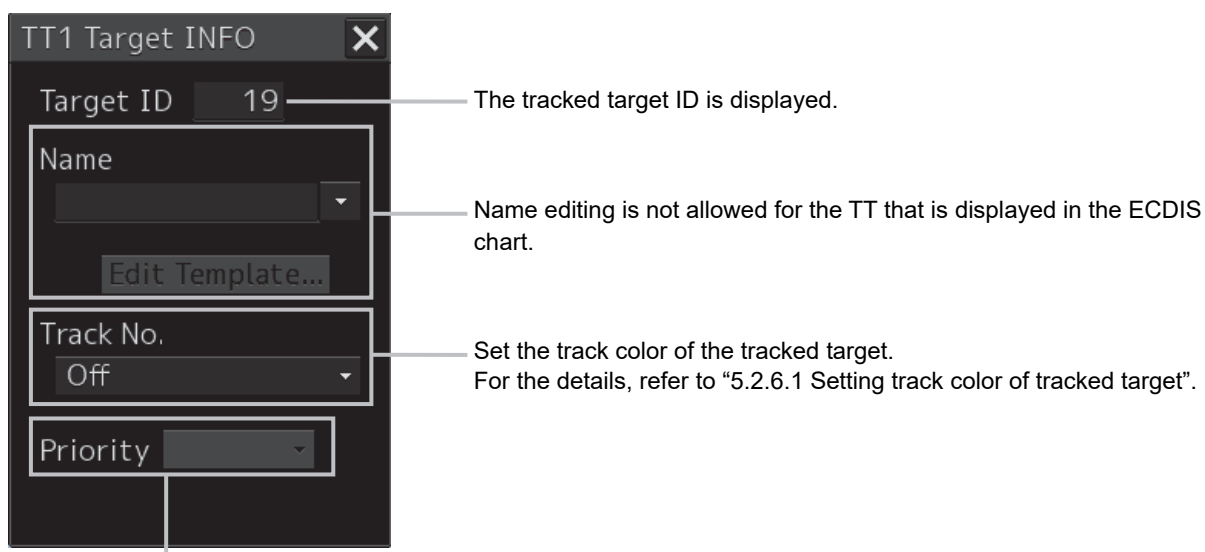 TT1 Target INFO
Target ID 19
The tracked target ID is displayed.
Name
Name editing is not allowed for the TT that is displayed in the ECDIS
chart.
Edit Template...
Track No.
Off
Set the track color of the tracked target.
For the details, refer to “5.2.6.1 Setting track color of tracked target”.
Priority